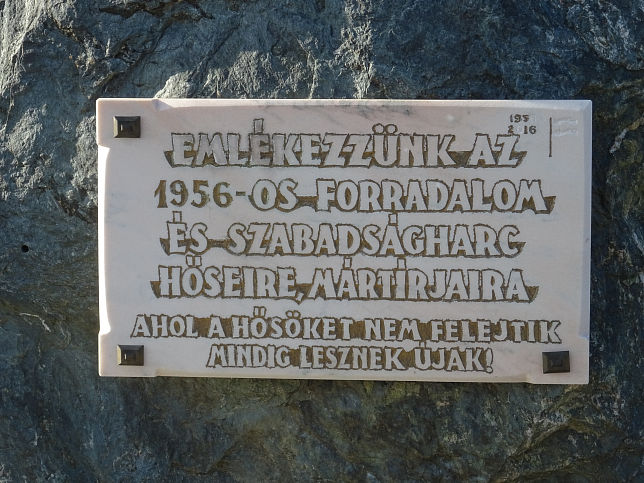 EMLÉKEZZÜNK AZ
1956-OS FORRADALOM
ÉS SZABADSÁGHARC
HŐSEIRE, MÁRTÍRJAIRA
AHOL A HŐSÖKET NEM FELEJTIK
MINDIG LESZNEK ÚJAK!